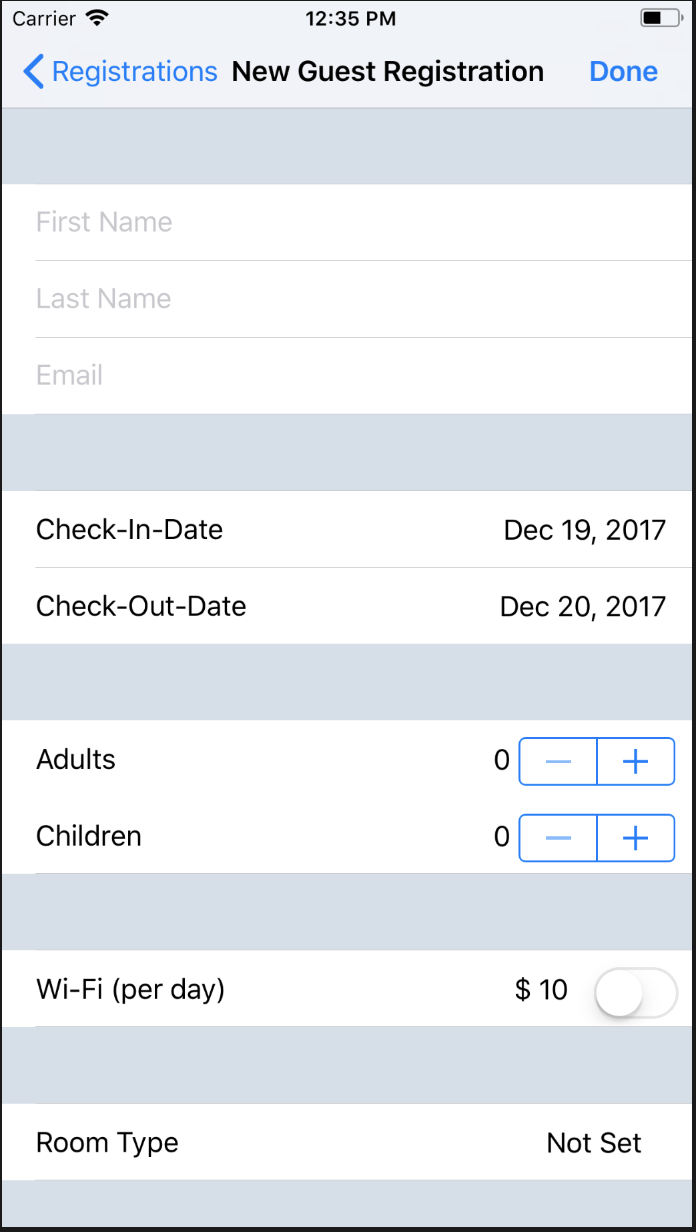 Carrier 12:35 PM
Registrations New Guest Registration Done
First Name
Last Name
Email
Check-In-Date Dec 19, 2017
Check-Out-Date Dec 20, 2017
Adults 0 — +
Children 0 — +
Wi-Fi (per day) $ 10
Room Type Not Set